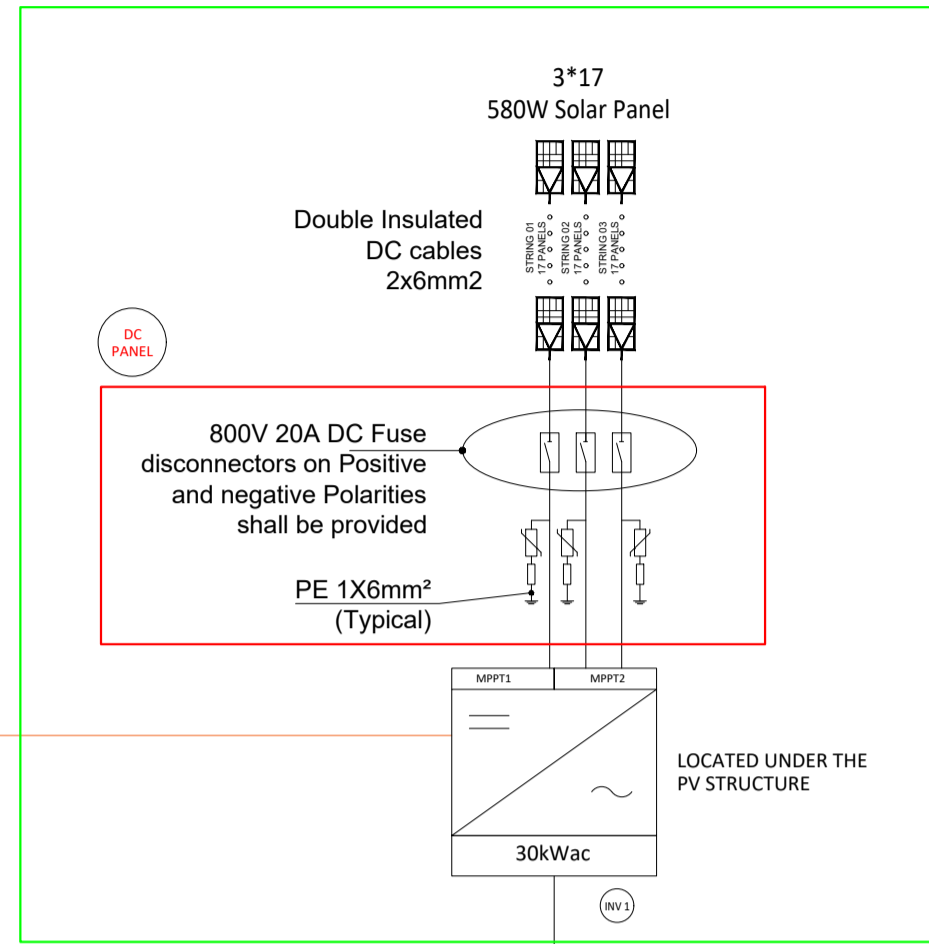 3*17
580W Solar Panel
Double Insulated
DC cables
2x6mm2
STRING 01
17 PANELS
STRING 02
17 PANELS
STRING 03
17 PANELS
DC
PANEL
800V 20A DC Fuse
disconnectors on Positive
and negative Polarities
shall be provided
PE 1X6mm²
(Typical)
MPPT1
MPPT2
LOCATED UNDER THE
PV STRUCTURE
30kWac
INV 1